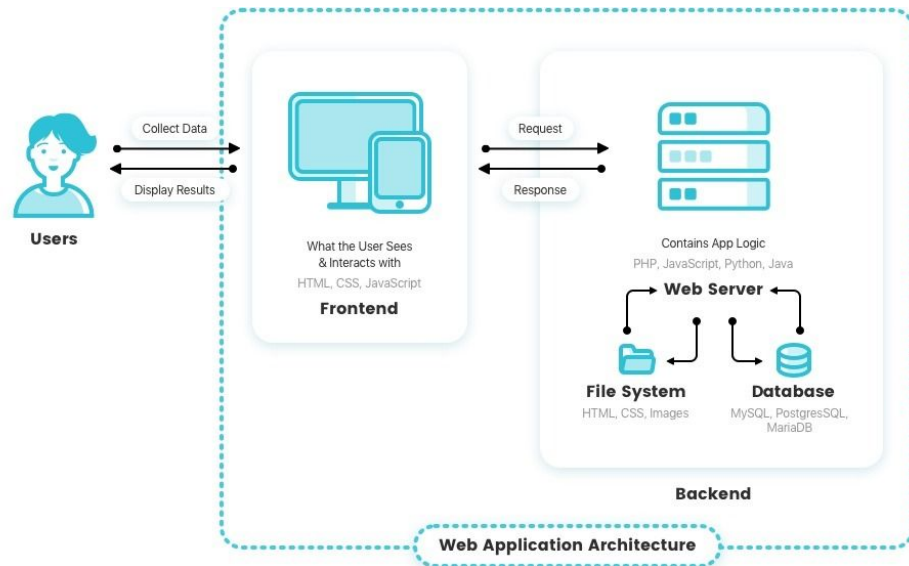 Collect Data
Display Results
Users
What the User Sees
& Interacts with
HTML, CSS, JavaScript
Frontend
Request
Response
Contains App Logic
PHP, JavaScript, Python, Java
Web Server
File System
HTML, CSS, Images
Database
MySQL, PostgresSQL,
MariaDB
Backend
Web Application Architecture